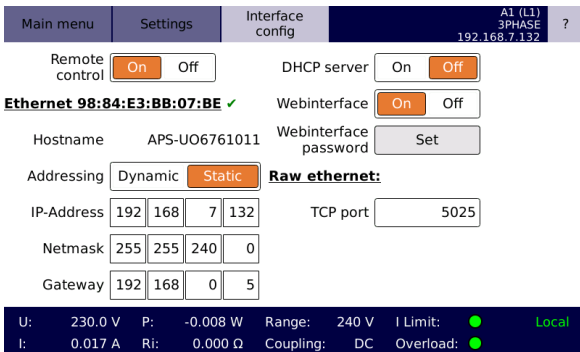 Main menu Settings Interface config A1 (L1) 3PHASE 192.168.7.132 ?
Remote control On Off DHCP server On Off
Ethernet 98:84:E3:BB:07:BE ✔ Webinterface On Off
Hostname APS-UO6761011 Webinterface password Set
Addressing Dynamic Static Raw ethernet:
IP-Address 192 168 7 132 TCP port 5025
Netmask 255 255 240 0
Gateway 192 168 0 5
U: 230.0 V P: -0.008 W Range: 240 V I Limit: Local
I: 0.017 A Ri: 0.000 Ω Coupling: DC Overload: